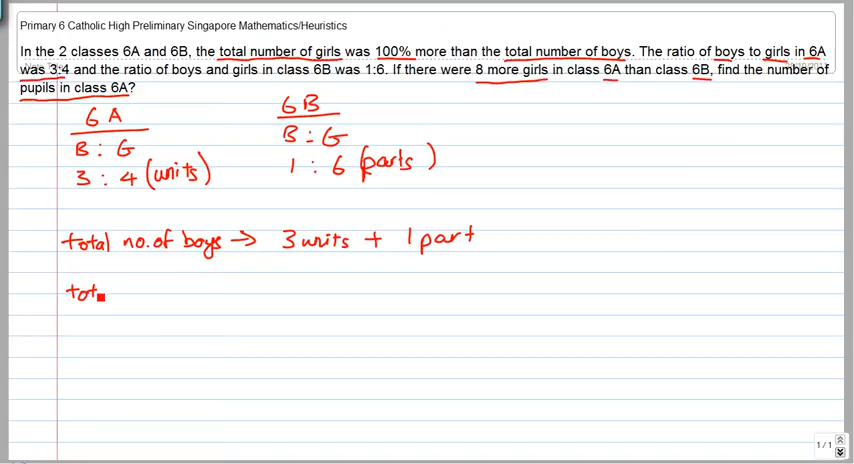 Primary 6 Catholic High Preliminary Singapore Mathematics/Heuristics
In the 2 classes 6A and 6B, the total number of girls was 100% more than the total number of boys. The ratio of boys to girls in 6A
was 3:4 and the ratio of boys and girls in class 6B was 1:6. If there were 8 more girls in class 6A than class 6B, find the number of
pupils in class 6A?
6A 6B
B : G B : G
3 : 4 (units) 1 : 6 (parts)
total no. of boys → 3 units + 1 part
tot
1 / 1